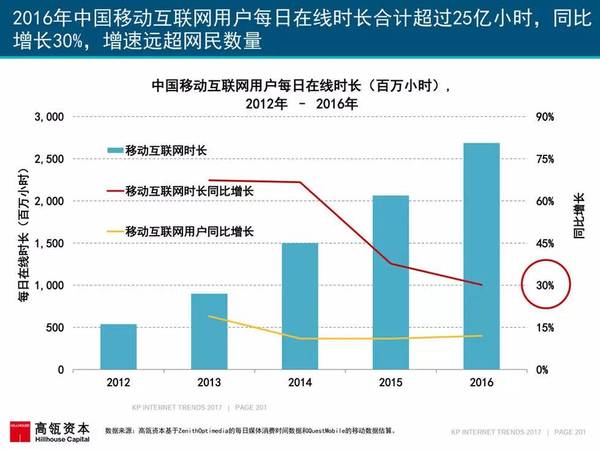 2016年中国移动互联网用户每日在线时长合计超过25亿小时，同比
增长30%，增速远超网民数量
中国移动互联网用户每日在线时长（百万小时）,
2012年 – 2016年
3,000
2,500
2,000
1,500
1,000
500
0
每日在线时长（百万小时）
移动互联网时长
移动互联网时长同比增长
移动互联网用户同比增长
90%
75%
60%
45%
30%
15%
0%
同比增长
2012
2013
2014
2015
2016
KP INTERNET TRENDS 2017 | PAGE 201
HILLHOUSE
高瓴资本
Hillhouse Capital
数据来源：高瓴资本基于ZenithOptimedia的每日媒体消费时间数据和QuestMobile的移动数据估算。
KP INTERNET TRENDS 2017 | PAGE 201